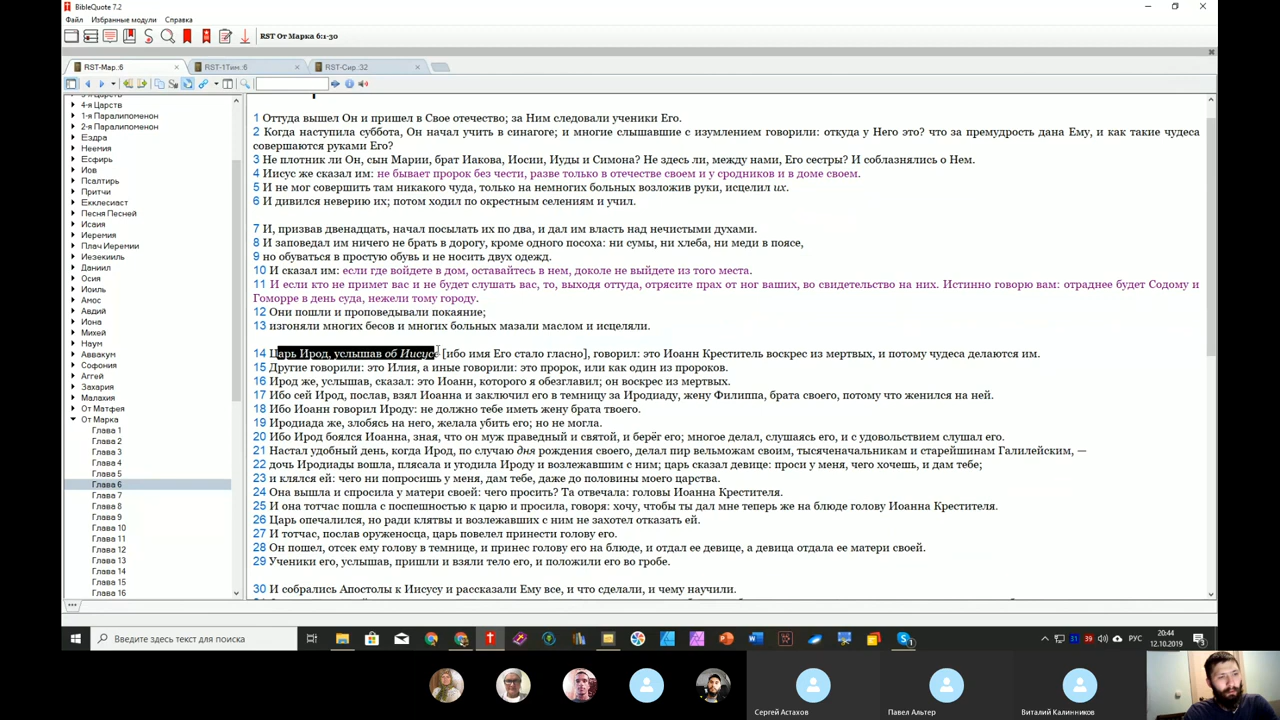 BibleQuote 7.2
Файл Избранные модули Справка
RST От Марка 6:1-30
RST-Мар.:6 RST-1Тим.:6 RST-Сир.:32
4-я Царств
1-я Паралипоменон
2-я Паралипоменон
Ездра
Неемия
Есфирь
Иов
Псалтирь
Притчи
Екклесиаст
Песня Песней
Исаия
Иеремия
Плач Иеремии
Иезекииль
Даниил
Осия
Иоиль
Амос
Авдий
Иона
Михей
Наум
Аввакум
Софония
Аггей
Захария
Малахия
От Матфея
От Марка
Глава 1
Глава 2
Глава 3
Глава 4
Глава 5
Глава 6
Глава 7
Глава 8
Глава 9
Глава 10
Глава 11
Глава 12
Глава 13
Глава 14
Глава 15
Глава 16
1 Оттуда вышел Он и пришел в Свое отечество; за Ним следовали ученики Его.
2 Когда наступила суббота, Он начал учить в синагоге; и многие слышавшие с изумлением говорили: откуда у Него это? что за премудрость дана Ему, и как такие чудеса
совершаются руками Его?
3 Не плотник ли Он, сын Марии, брат Иакова, Иосии, Иуды и Симона? Не здесь ли, между нами, Его сестры? И соблазнялись о Нем.
4 Иисус же сказал им: не бывает пророк без чести, разве только в отечестве своем и у сродников и в доме своем.
5 И не мог совершить там никакого чуда, только на немногих больных возложив руки, исцелил их.
6 И дивился неверию их; потом ходил по окрестным селениям и учил.
7 И, призвав двенадцать, начал посылать их по два, и дал им власть над нечистыми духами.
8 И заповедал им ничего не брать в дорогу, кроме одного посоха: ни сумы, ни хлеба, ни меди в поясе,
9 но обуваться в простую обувь и не носить двух одежд.
10 И сказал им: если где войдете в дом, оставайтесь в нем, доколе не выйдете из того места.
11 И если кто не примет вас и не будет слушать вас, то, выходя оттуда, отрясите прах от ног ваших, во свидетельство на них. Истинно говорю вам: отраднее будет Содому и
Гоморре в день суда, нежели тому городу.
12 Они пошли и проповедывали покаяние;
13 изгоняли многих бесов и многих больных мазали маслом и исцеляли.
14 Царь Ирод, услышав об Иисусе [ибо имя Его стало гласно], говорил: это Иоанн Креститель воскрес из мертвых, и потому чудеса делаются им.
15 Другие говорили: это Илия, а иные говорили: это пророк, или как один из пророков.
16 Ирод же, услышав, сказал: это Иоанн, которого я обезглавил; он воскрес из мертвых.
17 Ибо сей Ирод, послав, взял Иоанна и заключил его в темницу за Иродиаду, жену Филиппа, брата своего, потому что женился на ней.
18 Ибо Иоанн говорил Ироду: не должно тебе иметь жену брата твоего.
19 Иродиада же, злобясь на него, желала убить его; но не могла.
20 Ибо Ирод боялся Иоанна, зная, что он муж праведный и святой, и берёг его; многое делал, слушаясь его, и с удовольствием слушал его.
21 Настал удобный день, когда Ирод, по случаю дня рождения своего, делал пир вельможам своим, тысяченачальникам и старейшинам Галилейским, —
22 дочь Иродиады вошла, плясала и угодила Ироду и возлежавшим с ним; царь сказал девице: проси у меня, чего хочешь, и дам тебе;
23 и клялся ей: чего ни попросишь у меня, дам тебе, даже до половины моего царства.
24 Она вышла и спросила у матери своей: чего просить? Та отвечала: головы Иоанна Крестителя.
25 И она тотчас пошла с поспешностью к царю и просила, говоря: хочу, чтобы ты дал мне теперь же на блюде голову Иоанна Крестителя.
26 Царь опечалился, но ради клятвы и возлежавших с ним не захотел отказать ей.
27 И тотчас, послав оруженосца, царь повелел принести голову его.
28 Он пошел, отсек ему голову в темнице, и принес голову его на блюде, и отдал ее девице, а девица отдала ее матери своей.
29 Ученики его, услышав, пришли и взяли тело его, и положили его во гробе.
30 И собрались Апостолы к Иисусу и рассказали Ему все, и что сделали, и чему научили.
Введите здесь текст для поиска
31 39 РУС 20:44
12.10.2019
Сергей Астахов Павел Альтер Виталий Калинников